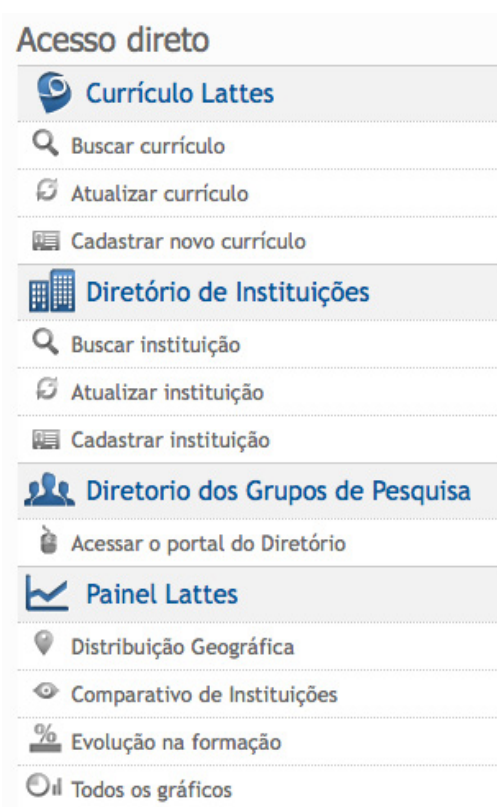 Acesso direto
Currículo Lattes
Buscar currículo
Atualizar currículo
Cadastrar novo currículo
Diretório de Instituições
Buscar instituição
Atualizar instituição
Cadastrar instituição
Diretorio dos Grupos de Pesquisa
Acessar o portal do Diretório
Painel Lattes
Distribuição Geográfica
Comparativo de Instituições
% Evolução na formação
Todos os gráficos